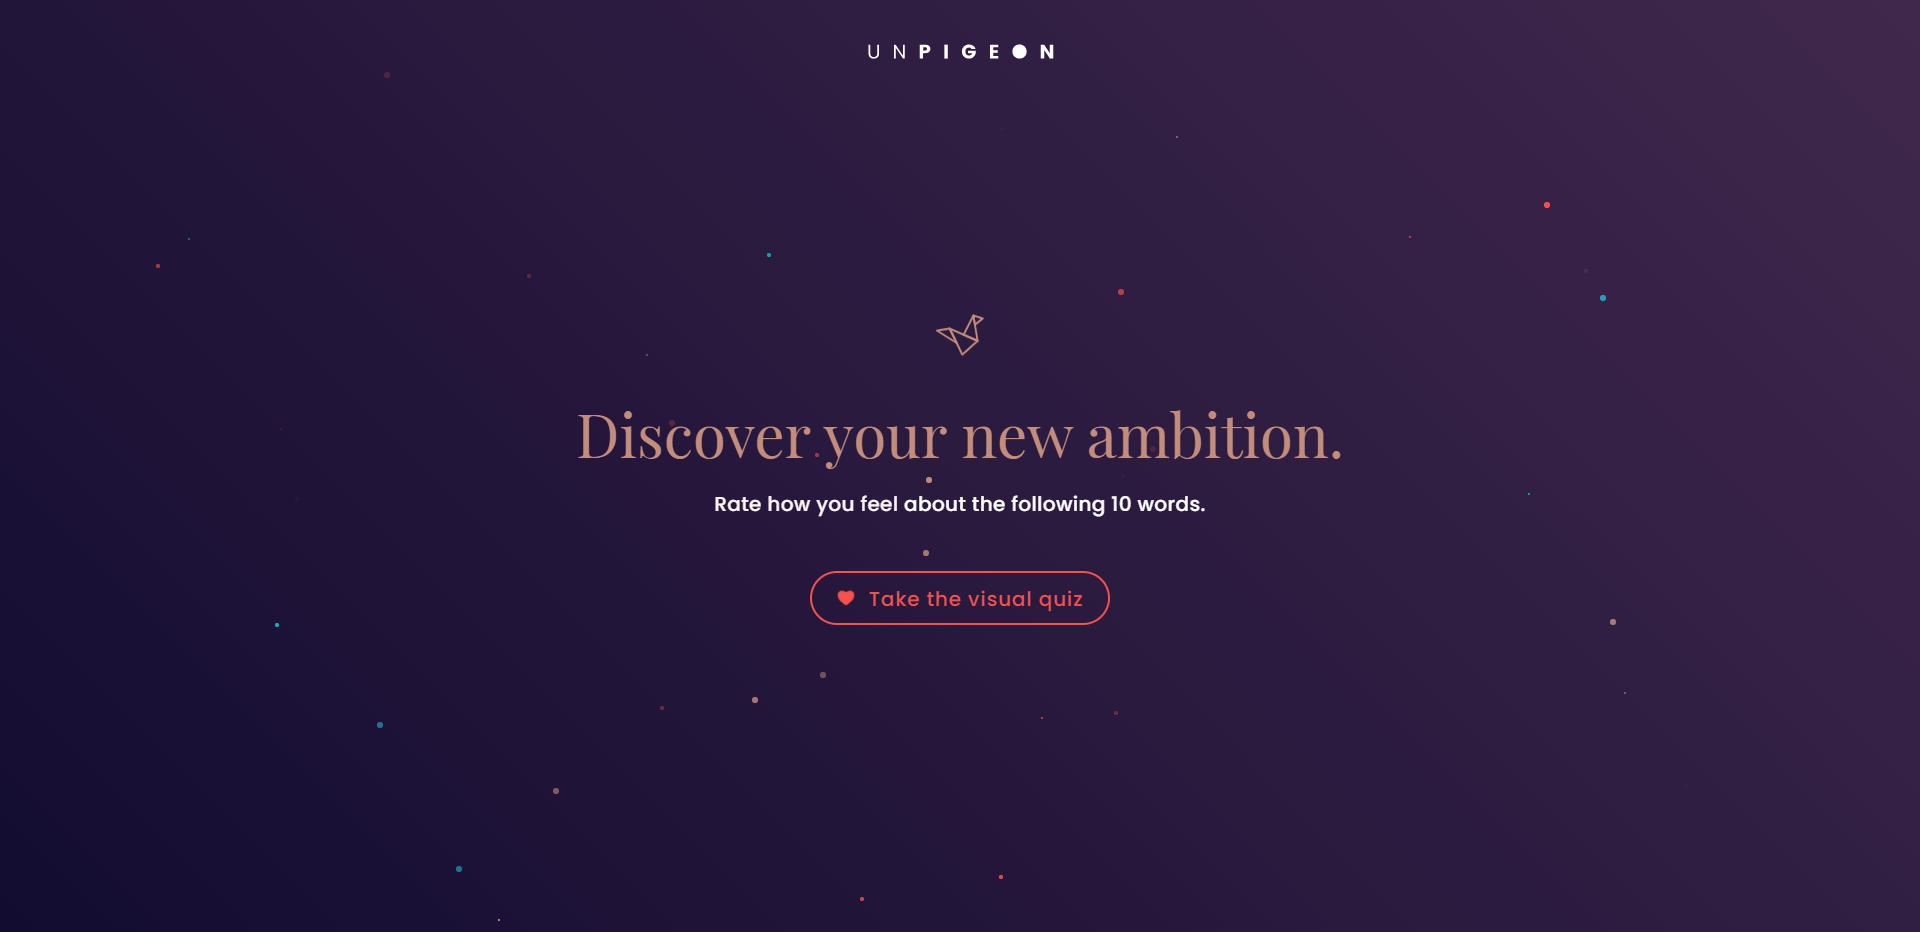 UNPIGEON
Discover your new ambition.
Rate how you feel about the following 10 words.
Take the visual quiz